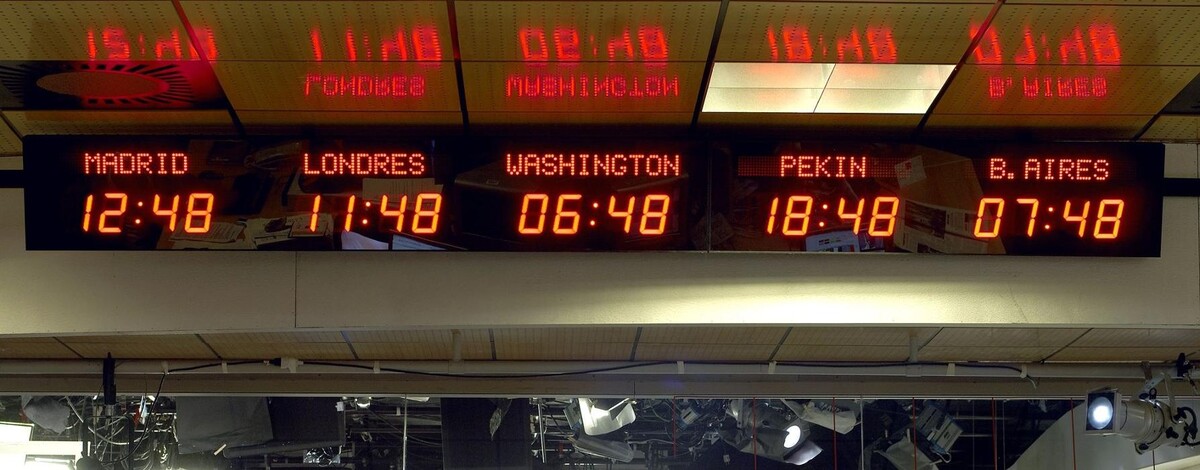 MADRID LONDRES WASHINGTON PEKIN B. AIRES
12:48 11:48 06:48 18:48 07:48